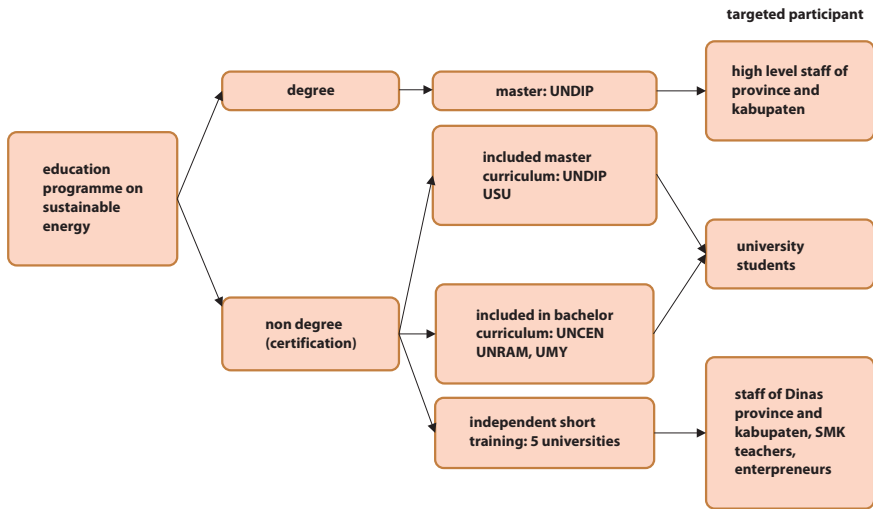 targeted participant
degree
master: UNDIP
high level staff of
province and
kabupaten
education
programme on
sustainable
energy
included master
curriculum: UNDIP
USU
university
students
non degree
(certification)
included in bachelor
curriculum: UNCEN
UNRAM, UMY
independent short
training: 5 universities
staff of Dinas
province and
kabupaten, SMK
teachers,
enterpreneurs